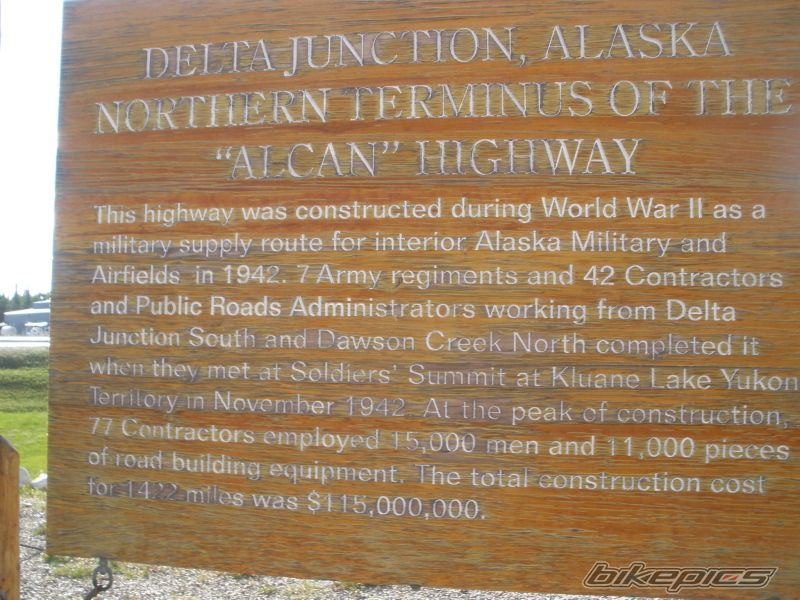 DELTA JUNCTION, ALASKA
NORTHERN TERMINUS OF THE
"ALCAN" HIGHWAY
This highway was constructed during World War II as a
military supply route for interior Alaska Military and
Airfields in 1942. 7 Army regiments and 42 Contractors
and Public Roads Administrators working from Delta
Junction South and Dawson Creek North completed it
when they met at Soldiers' Summit at Kluane Lake Yukon
Territory in November 1942. At the peak of construction,
77 Contractors employed 15,000 men and 11,000 pieces
of road building equipment. The total construction cost
for 1422 miles was $115,000,000.
bikepics